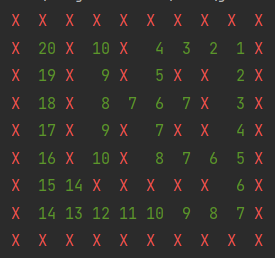 X X X X X X X X X X
X 20 X 10 X 4 3 2 1 X
X 19 X 9 X 5 X X 2 X
X 18 X 8 7 6 7 X 3 X
X 17 X 9 X 7 X X 4 X
X 16 X 10 X 8 7 6 5 X
X 15 14 X X X X X 6 X
X 14 13 12 11 10 9 8 7 X
X X X X X X X X X X